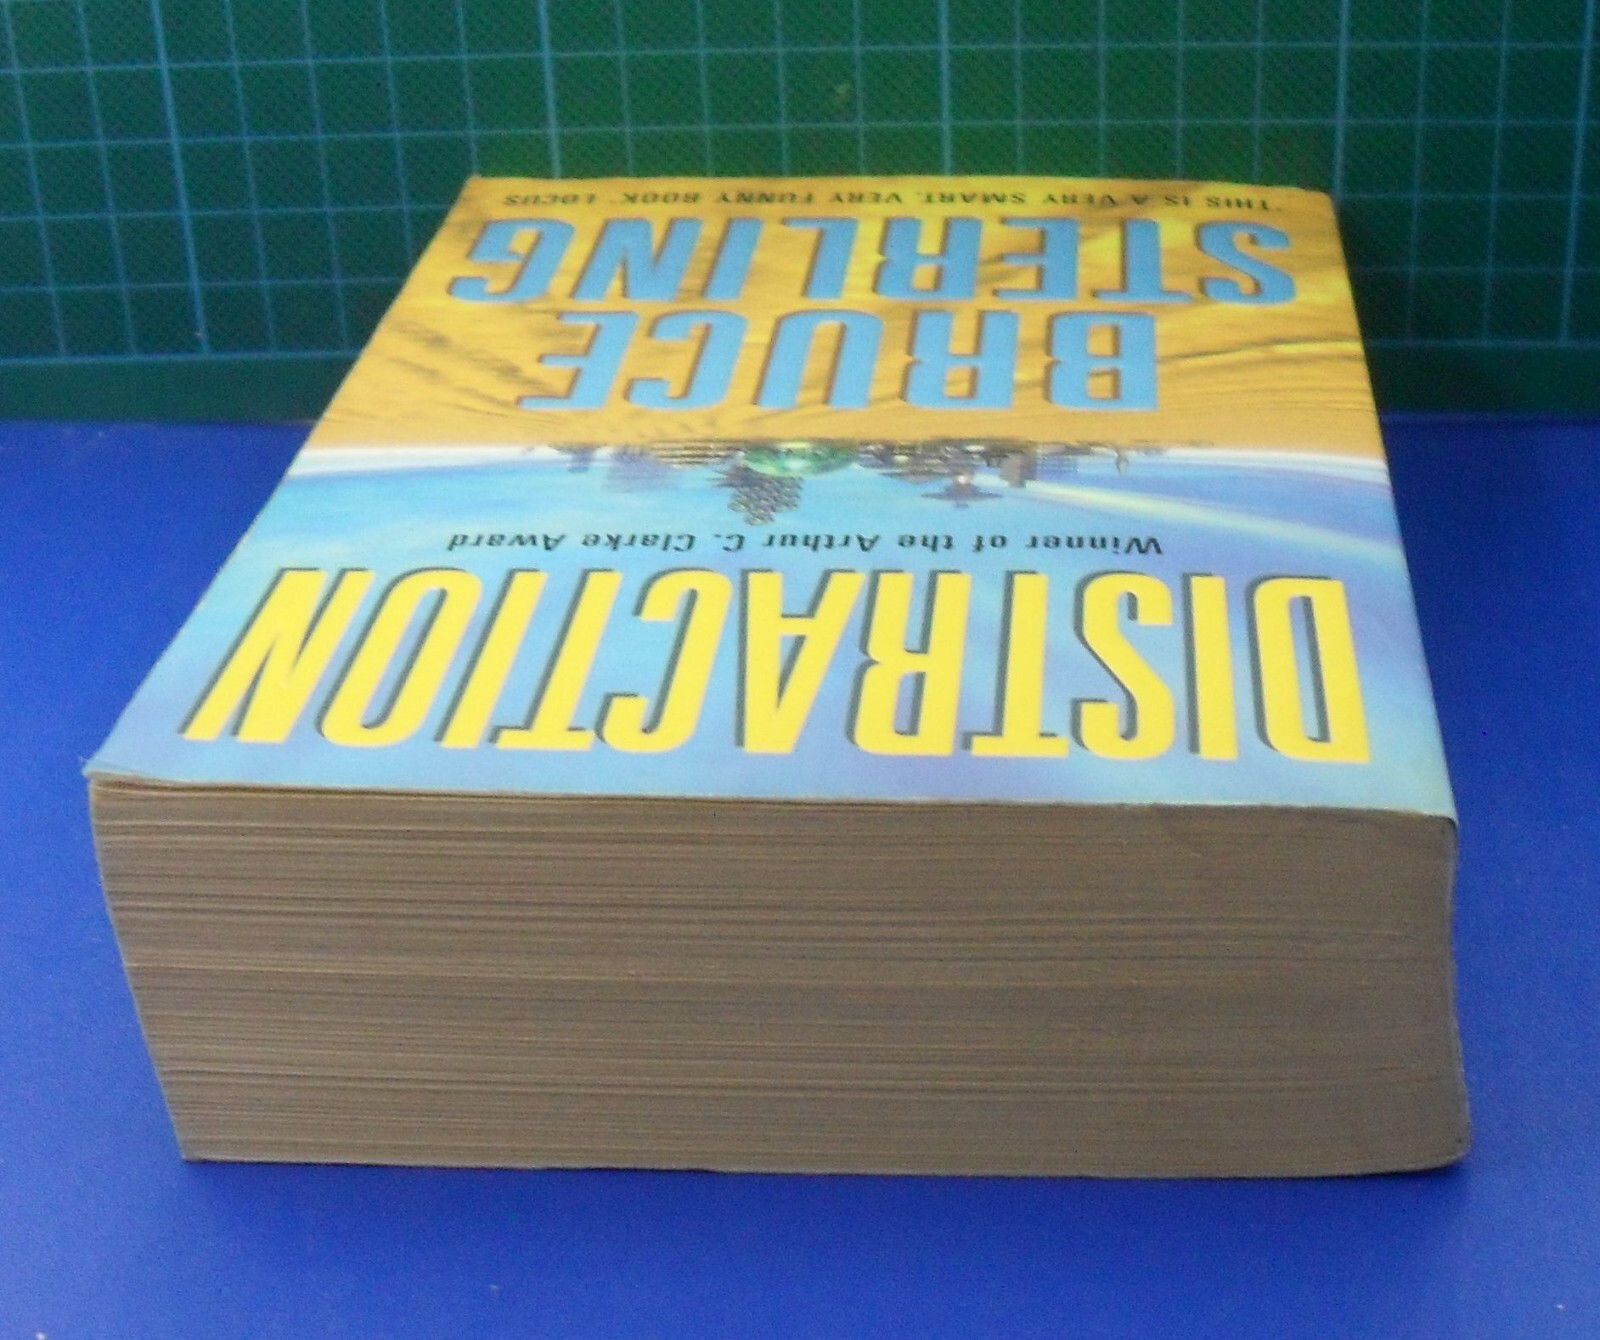 'THIS IS A VERY SMART, VERY FUNNY BOOK.' LOCUS
BRUCE
STERLING
Winner of the Arthur C. Clarke Award
DISTRACTION